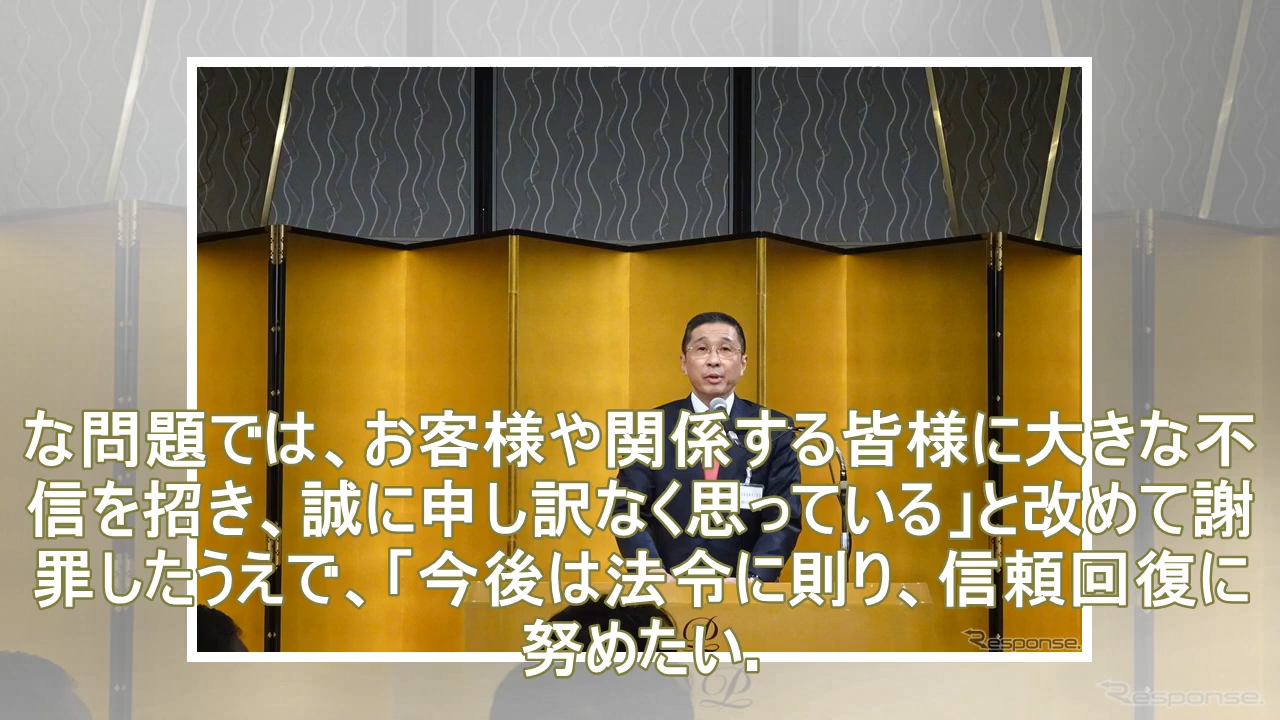 な問題では、お客様や関係する皆様に大きな不
信を招き、誠に申し訳なく思っている」と改めて謝
罪したうえで、「今後は法令に則り、信頼回復に
努めたい.
P
Response.
P
Response.